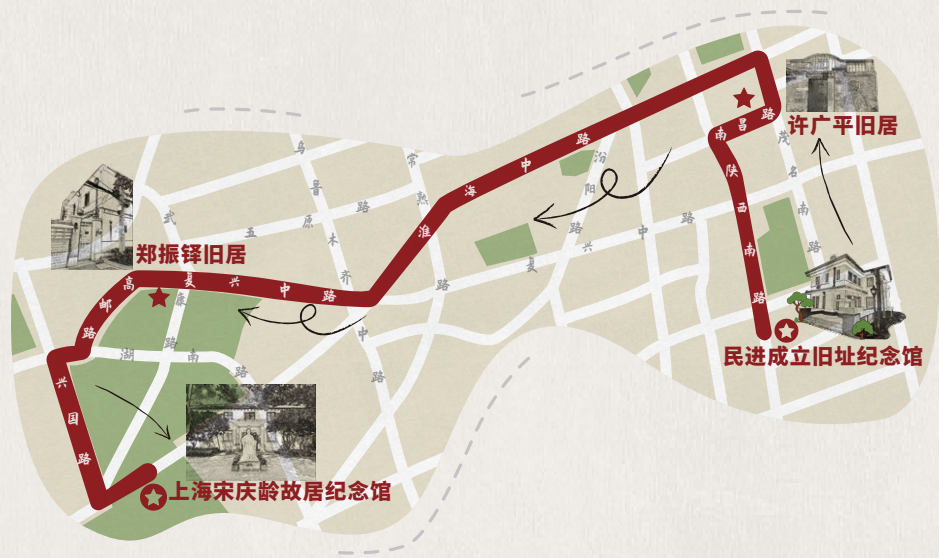 许广平旧居
郑振铎旧居
民进成立旧址纪念馆
上海宋庆龄故居纪念馆
南昌路
陕西南路
淮海中路
复兴中路
高邮路
兴国路
湖南路
武康路
五原路
乌
普
木
齐
中
路
常熟路
汾阳路
复兴中路
茂名南路
路